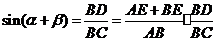 sin(α + β) = BD/BC = (AE + BE)/AB □ BD/BC